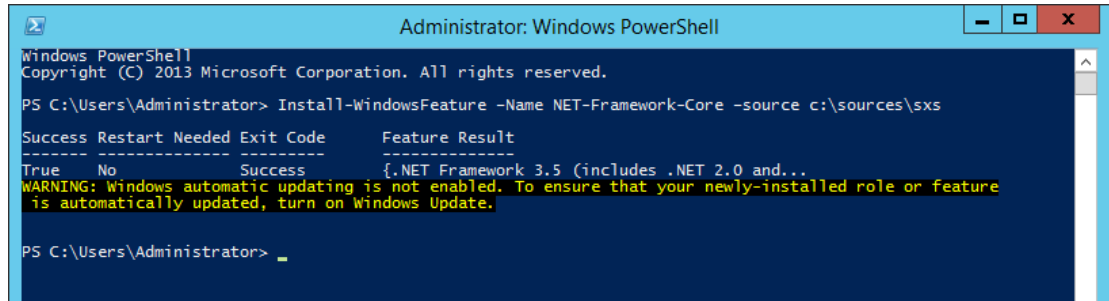 Administrator: Windows PowerShell
Windows PowerShell
Copyright (C) 2013 Microsoft Corporation. All rights reserved.
PS C:\Users\Administrator> Install-WindowsFeature -Name NET-Framework-Core -source c:\sources\sxs
Success Restart Needed Exit Code      Feature Result
------- -------------- ---------      --------------
True    No             Success        {.NET Framework 3.5 (includes .NET 2.0 and...
WARNING: Windows automatic updating is not enabled. To ensure that your newly-installed role or feature
 is automatically updated, turn on Windows Update.
PS C:\Users\Administrator> _